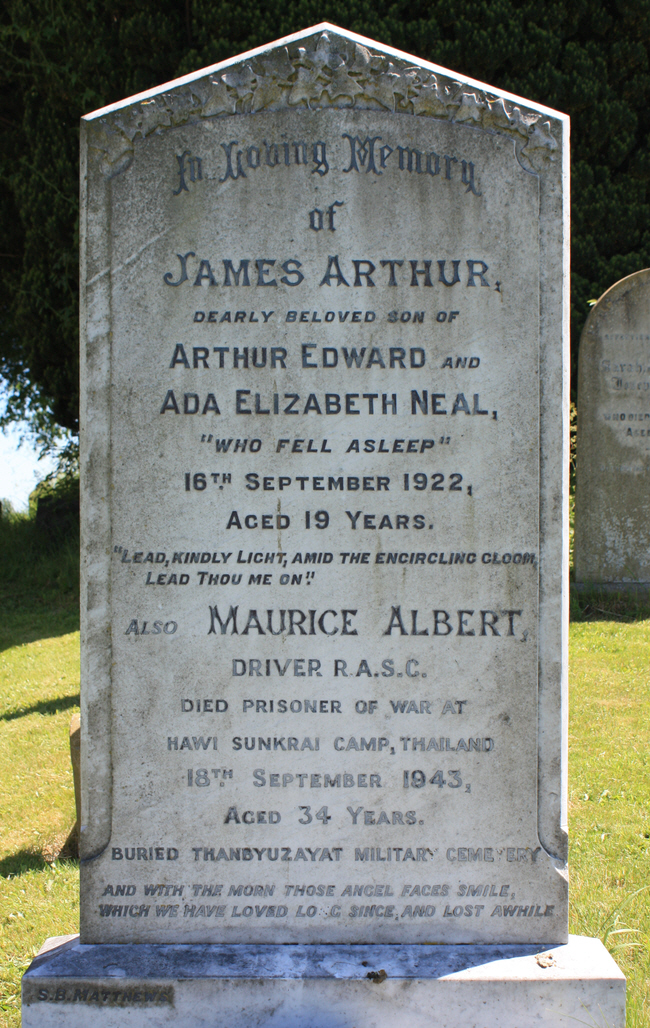 In Loving Memory
of
JAMES ARTHUR,
DEARLY BELOVED SON OF
ARTHUR EDWARD AND
ADA ELIZABETH NEAL,
"WHO FELL ASLEEP"
16TH SEPTEMBER 1922,
AGED 19 YEARS.
"LEAD, KINDLY LIGHT, AMID THE ENCIRCLING GLOOM,
LEAD THOU ME ON."
ALSO MAURICE ALBERT,
DRIVER R.A.S.C.
DIED PRISONER OF WAR AT
HAWI SUNKRAI CAMP, THAILAND
18TH SEPTEMBER 1943,
AGED 34 YEARS.
BURIED THANBYUZAYAT MILITARY CEMETERY
AND WITH THE MORN THOSE ANGEL FACES SMILE,
WHICH WE HAVE LOVED LONG SINCE, AND LOST AWHILE
S.B. MATTHEWS